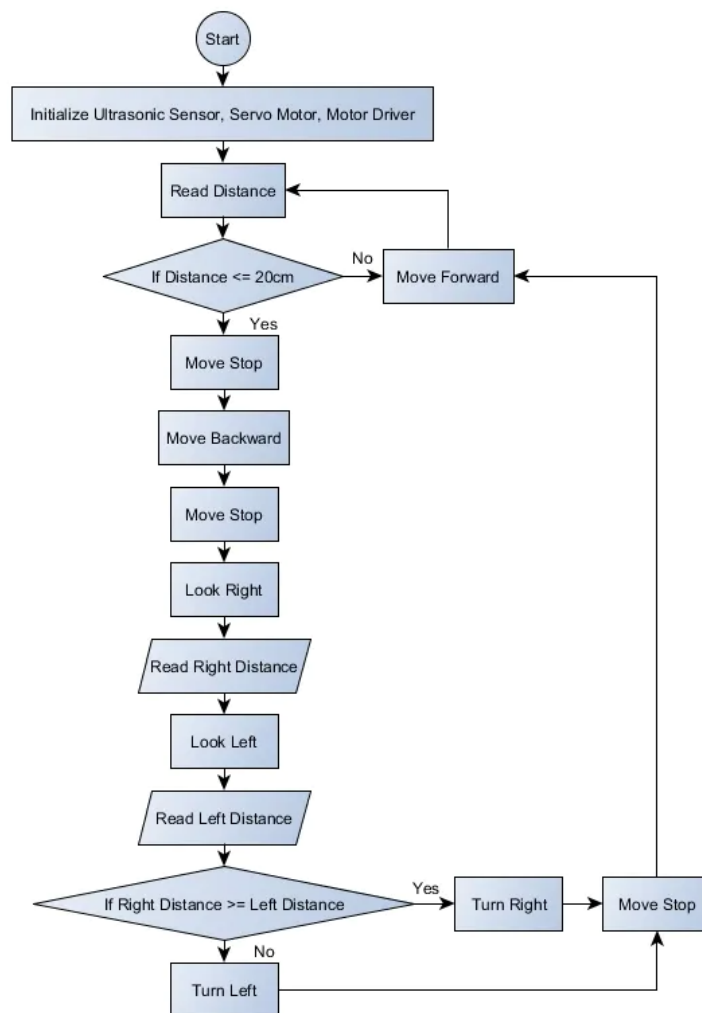 Start
Initialize Ultrasonic Sensor, Servo Motor, Motor Driver
Read Distance
If Distance <= 20cm
No
Move Forward
Yes
Move Stop
Move Backward
Move Stop
Look Right
Read Right Distance
Look Left
Read Left Distance
If Right Distance >= Left Distance
Yes
Turn Right
Move Stop
No
Turn Left